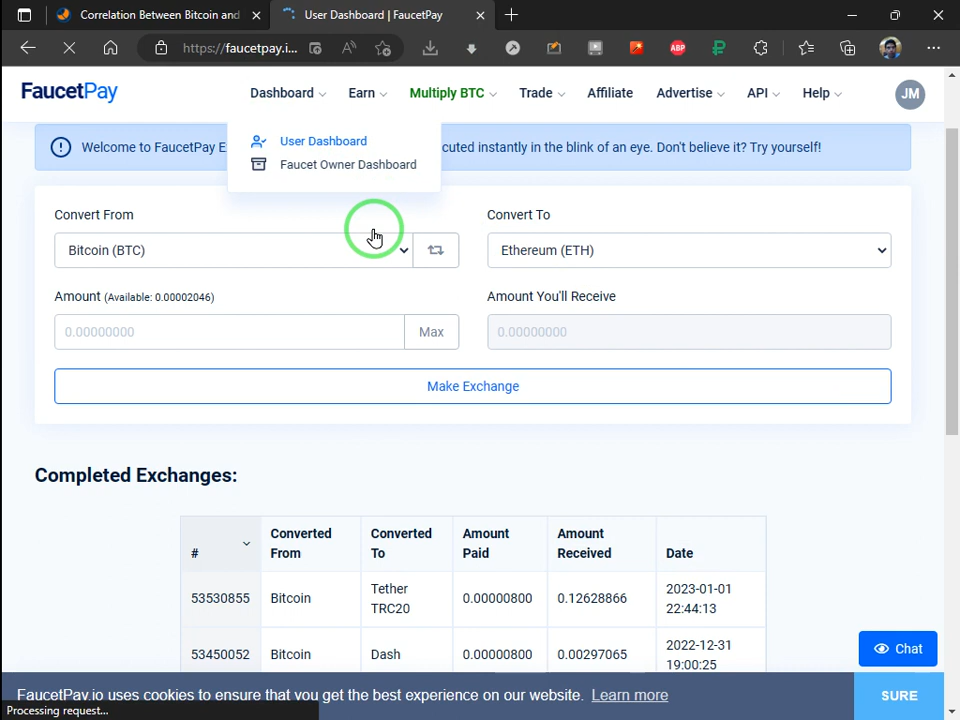 Correlation Between Bitcoin and
User Dashboard | FaucetPay
https://faucetpay.i...
ABP
FaucetPay
Dashboard
Earn
Multiply BTC
Trade
Affiliate
Advertise
API
Help
JM
Welcome to FaucetPay E
cuted instantly in the blink of an eye. Don't believe it? Try yourself!
User Dashboard
Faucet Owner Dashboard
Convert From
Convert To
Bitcoin (BTC)
Ethereum (ETH)
Amount (Available: 0.00002046)
Amount You'll Receive
0.00000000
Max
0.00000000
Make Exchange
Completed Exchanges:
#
Converted From
Converted To
Amount Paid
Amount Received
Date
53530855
Bitcoin
Tether TRC20
0.00000800
0.12628866
2023-01-01 22:44:13
53450052
Bitcoin
Dash
0.00000800
0.00297065
2022-12-31 19:00:25
Chat
FaucetPay.io uses cookies to ensure that you get the best experience on our website. Learn more
SURE
Processing request...